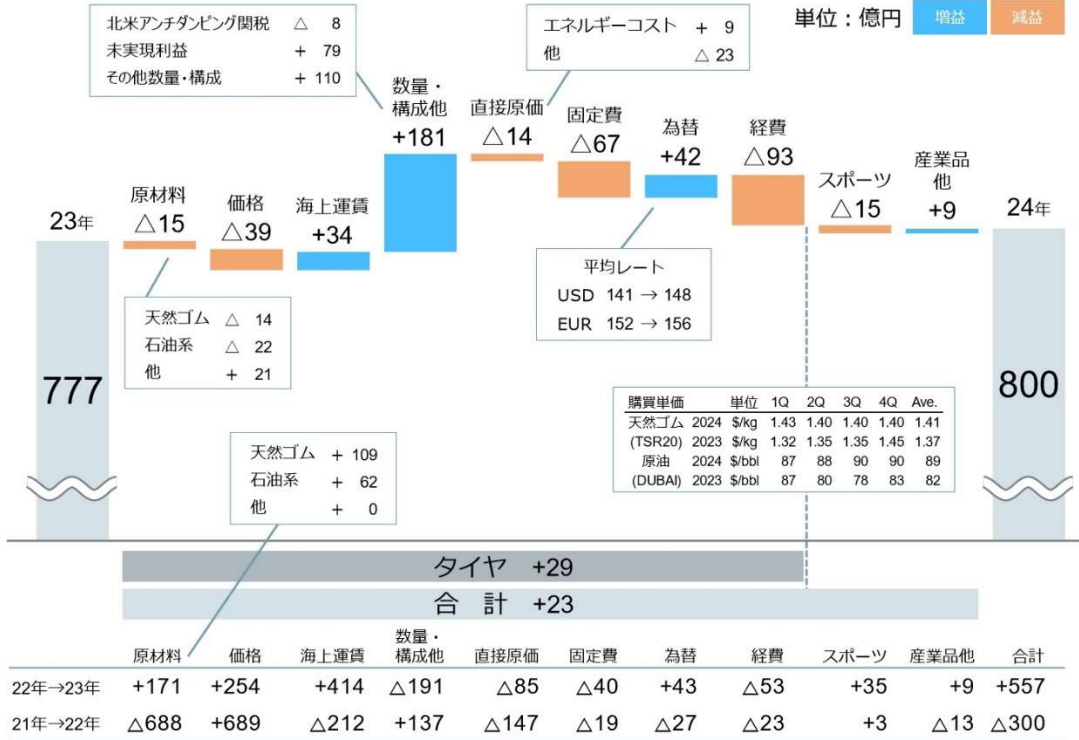 単位：億円 増益 減益
北米アンチダンピング関税 △ 8
未実現利益 + 79
その他数量・構成 + 110
エネルギーコスト + 9
他 △ 23
23年
777
原材料
△15
価格
△39
海上運賃
+34
数量・
構成他
+181
直接原価
△14
固定費
△67
為替
+42
経費
△93
スポーツ
△15
産業品
他
+9
24年
800
天然ゴム △ 14
石油系 △ 22
他 + 21
平均レート
USD 141 → 148
EUR 152 → 156
購買単価 単位 1Q 2Q 3Q 4Q Ave.
天然ゴム 2024 $/kg 1.43 1.40 1.40 1.40 1.41
(TSR20) 2023 $/kg 1.32 1.35 1.35 1.45 1.37
原油 2024 $/bbl 87 88 90 90 89
(DUBAI) 2023 $/bbl 87 80 78 83 82
天然ゴム + 109
石油系 + 62
他 + 0
タイヤ +29
合 計 +23
原材料 価格 海上運賃 数量・構成他 直接原価 固定費 為替 経費 スポーツ 産業品他 合計
22年→23年 +171 +254 +414 △191 △85 △40 +43 △53 +35 +9 +557
21年→22年 △688 +689 △212 +137 △147 △19 △27 △23 +3 △13 △300